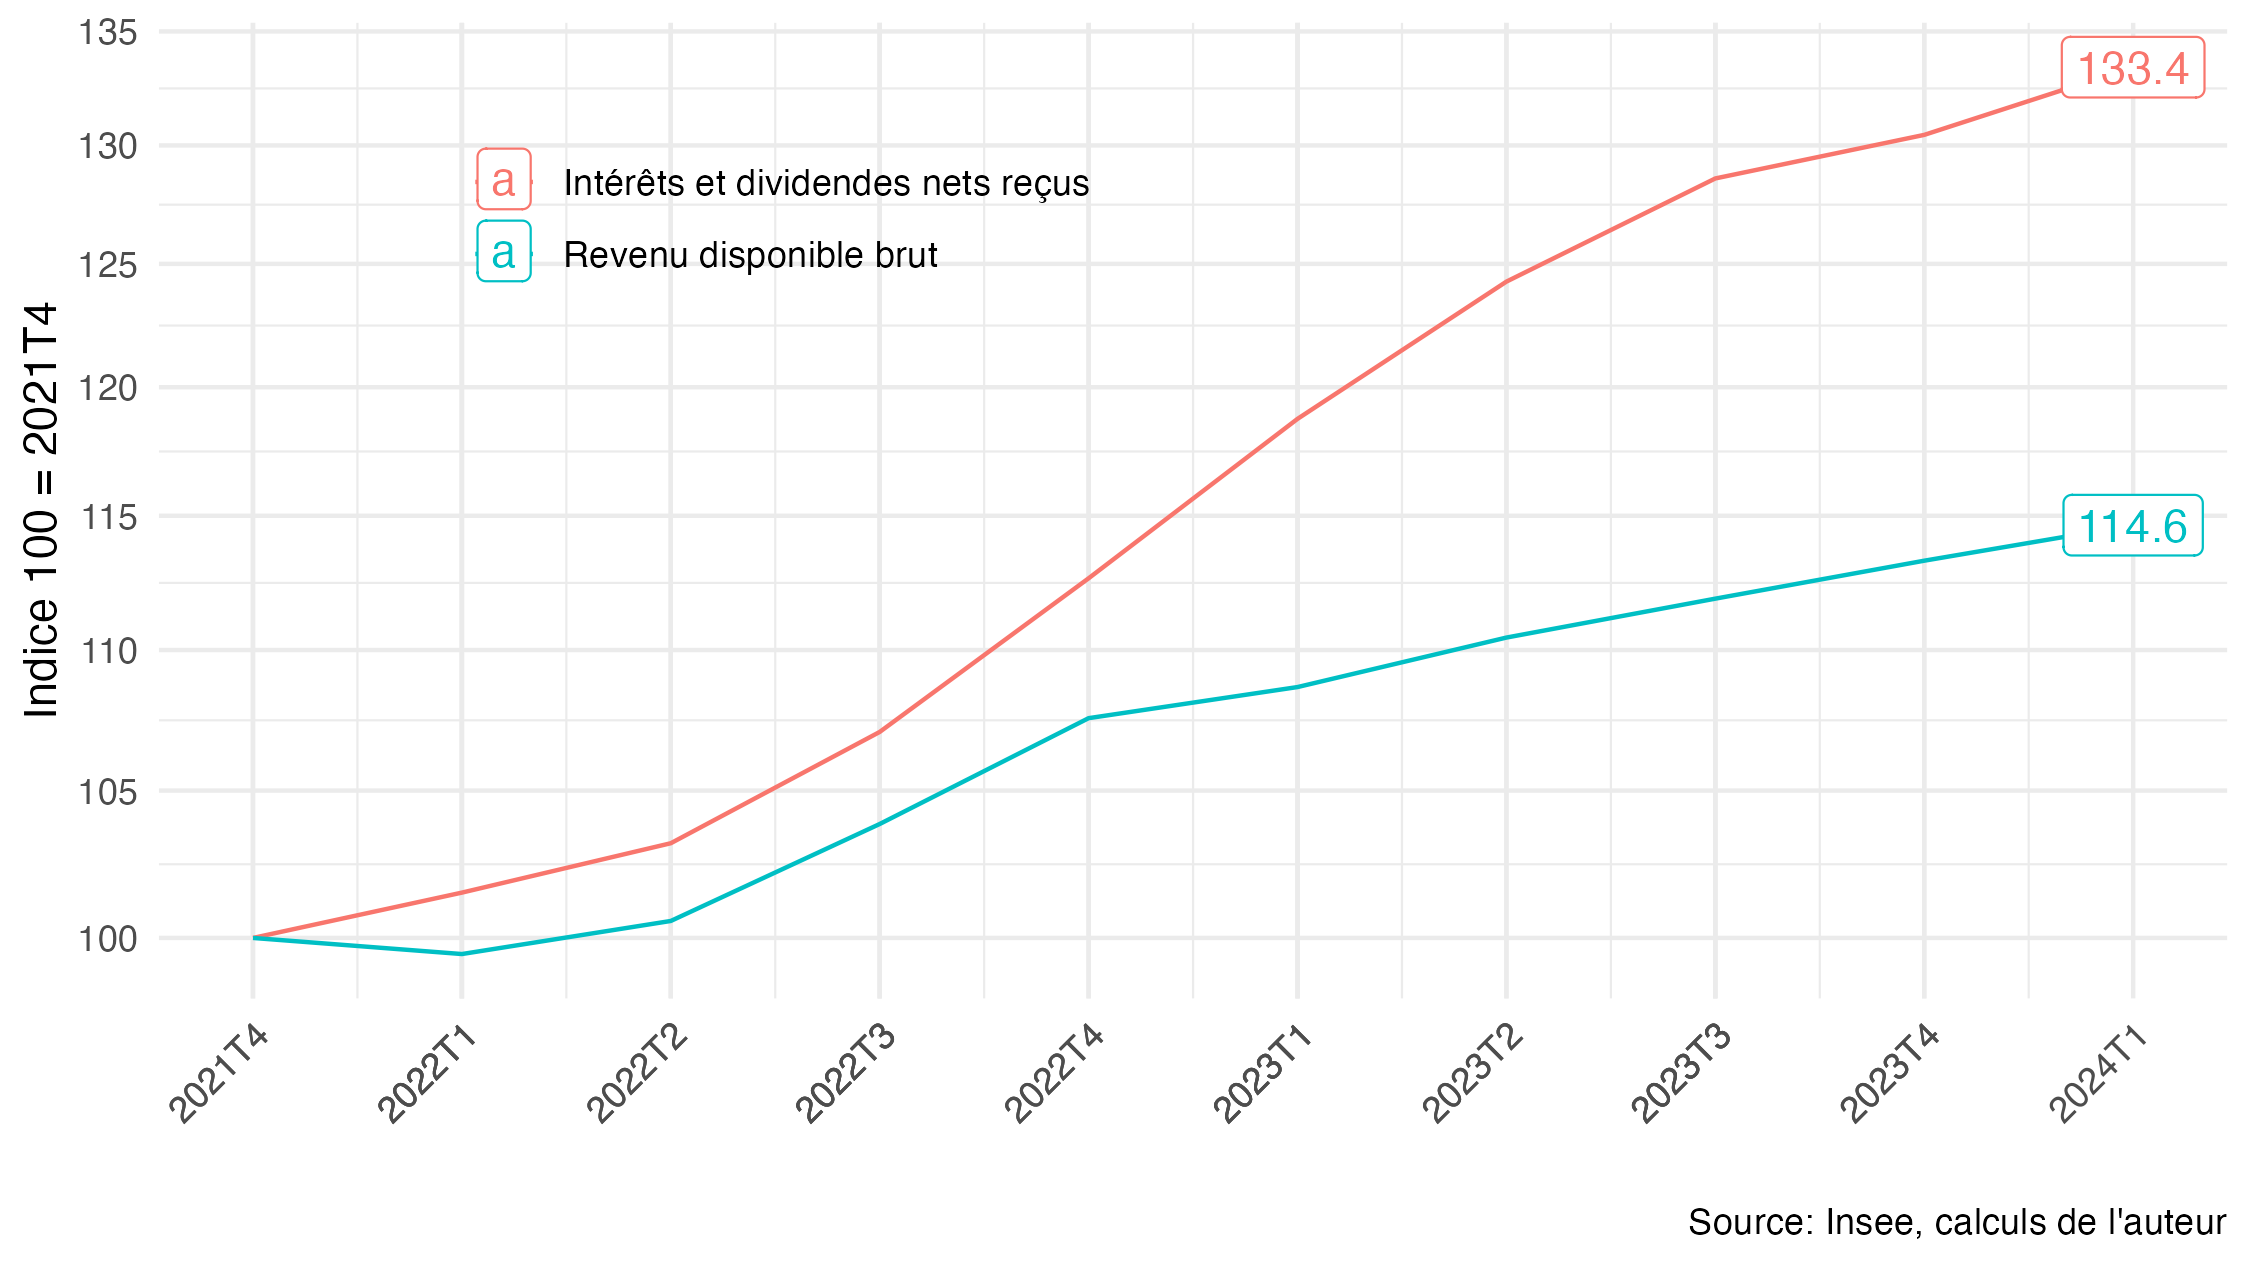 Indice 100 = 2021T4
135
130
125
120
115
110
105
100
133.4
114.6
a Intérêts et dividendes nets reçus
a Revenu disponible brut
2021T4
2022T1
2022T2
2022T3
2022T4
2023T1
2023T2
2023T3
2023T4
2024T1
Source: Insee, calculs de l'auteur